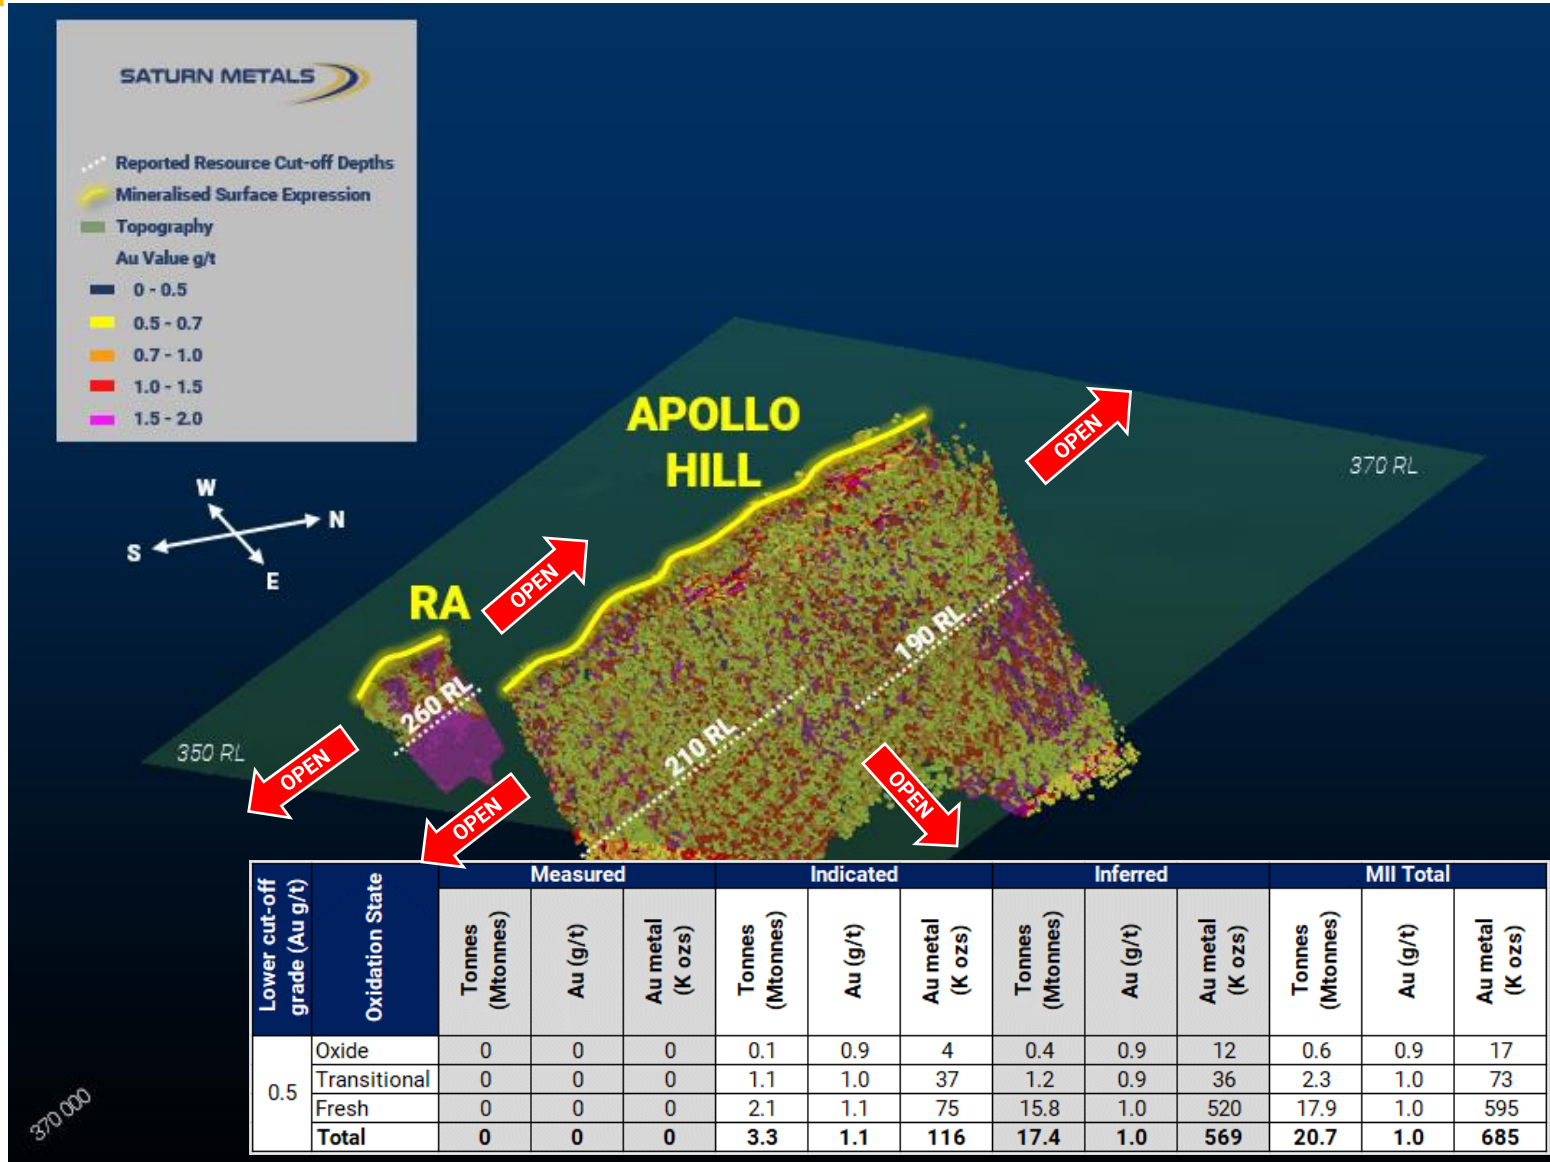 SATURN METALS
Reported Resource Cut-off Depths
Mineralised Surface Expression
Topography
Au Value g/t
0 - 0.5
0.5 - 0.7
0.7 - 1.0
1.0 - 1.5
1.5 - 2.0
W
N
S
E
APOLLO
HILL
RA
OPEN
OPEN
OPEN
OPEN
OPEN
370 RL
350 RL
260 RL
210 RL
190 RL
370 000
Lower cut-off grade (Au g/t) Oxidation State Measured Indicated Inferred MII Total
Tonnes (Mtonnes) Au (g/t) Au metal (K ozs) Tonnes (Mtonnes) Au (g/t) Au metal (K ozs) Tonnes (Mtonnes) Au (g/t) Au metal (K ozs) Tonnes (Mtonnes) Au (g/t) Au metal (K ozs)
0.5
Oxide 0 0 0 0.1 0.9 4 0.4 0.9 12 0.6 0.9 17
Transitional 0 0 0 1.1 1.0 37 1.2 0.9 36 2.3 1.0 73
Fresh 0 0 0 2.1 1.1 75 15.8 1.0 520 17.9 1.0 595
Total 0 0 0 3.3 1.1 116 17.4 1.0 569 20.7 1.0 685